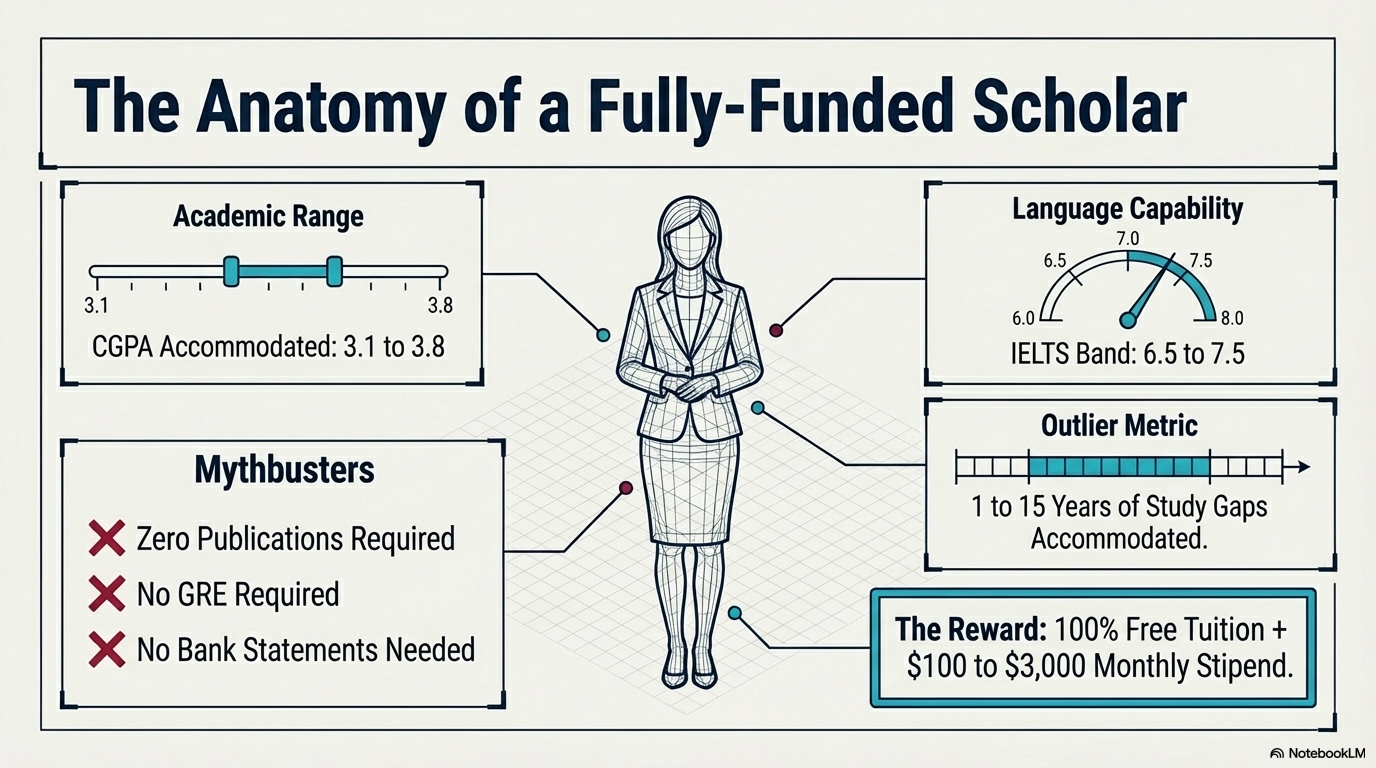 The Anatomy of a Fully-Funded Scholar
Academic Range
3.1
3.8
CGPA Accommodated: 3.1 to 3.8
Mythbusters
Zero Publications Required
No GRE Required
No Bank Statements Needed
Language Capability
6.0
6.5
7.0
7.5
8.0
IELTS Band: 6.5 to 7.5
Outlier Metric
1 to 15 Years of Study Gaps
Accommodated.
The Reward: 100% Free Tuition +
$100 to $3,000 Monthly Stipend.
NotebookLM